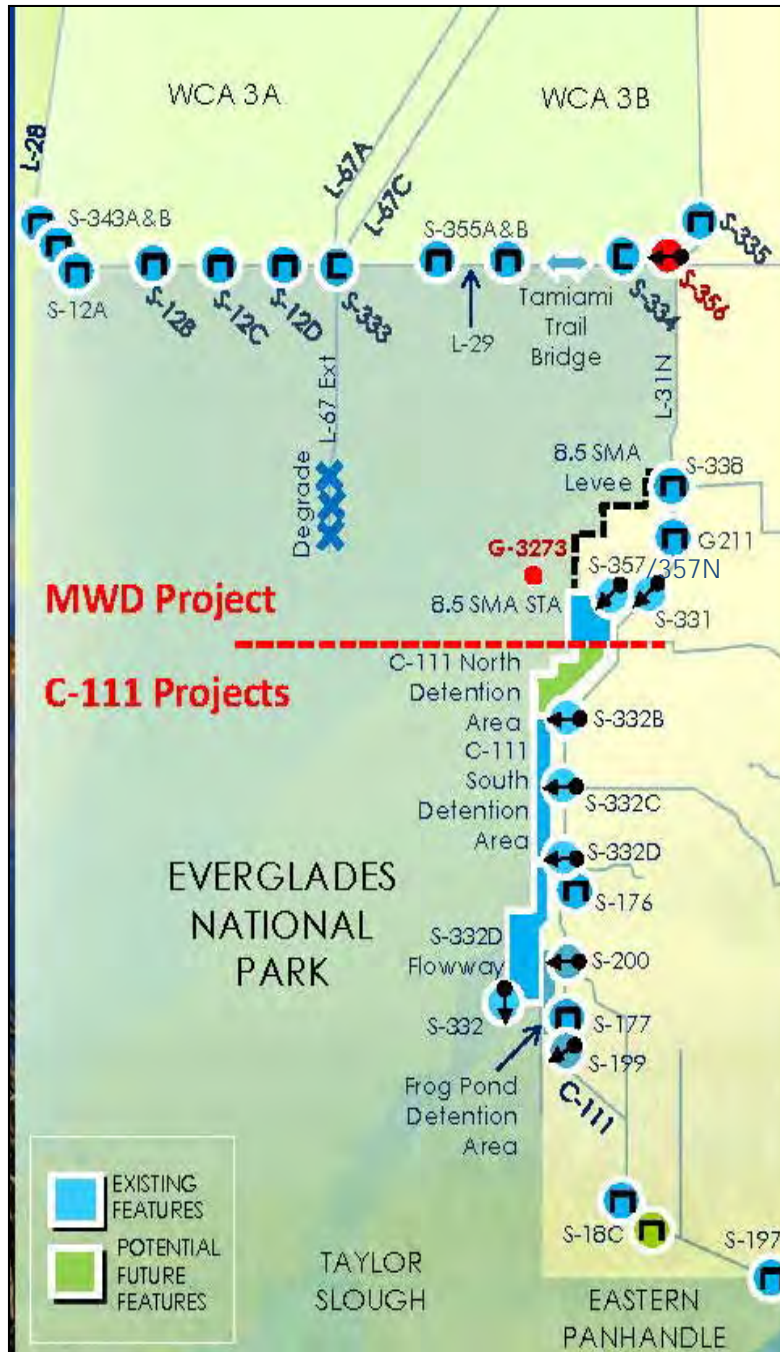 WCA 3A
WCA 3B
L-28
L-67A
L-67C
S-343A&B
S-355A&B
S-335
S-12A
S-12B
S-12C
S-12D
S-333
L-29
Tamiami
Trail
Bridge
S-334
S-356
L-67 Ext
Degrade
L-31N
8.5 SMA
Levee
S-338
G211
G-3273
S-357/357N
8.5 SMA STA
S-331
MWD Project
C-111 Projects
C-111 North
Detention
Area
C-111
South
Detention
Area
S-332B
S-332C
S-332D
S-176
EVERGLADES
NATIONAL
PARK
S-332D
Flowway
S-200
S-332
S-177
S-199
Frog Pond
Detention
Area
C-111
EXISTING
FEATURES
POTENTIAL
FUTURE
FEATURES
S-18C
S-197
TAYLOR
SLOUGH
EASTERN
PANHANDLE